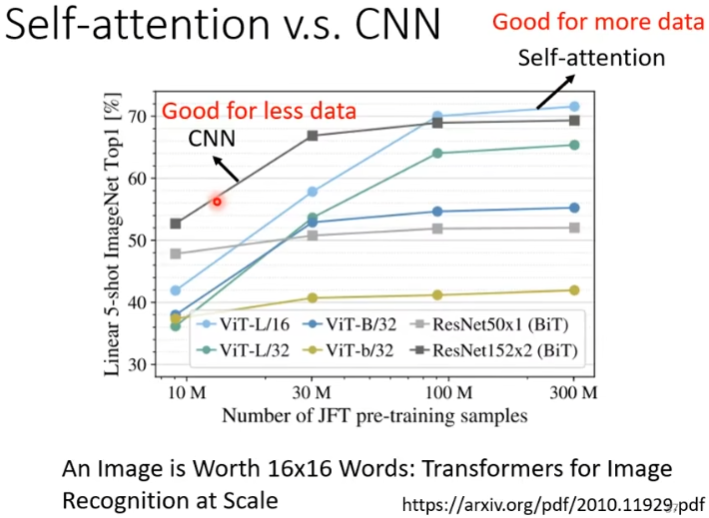 Self-attention v.s. CNN
Good for more data
Self-attention
Good for less data
CNN
Linear 5-shot ImageNet Top1 [%]
70
60
50
40
30
ViT-L/16 ViT-B/32 ResNet50x1 (BiT)
ViT-L/32 ViT-b/32 ResNet152x2 (BiT)
10 M 30 M 100 M 300 M
Number of JFT pre-training samples
An Image is Worth 16x16 Words: Transformers for Image
Recognition at Scale
https://arxiv.org/pdf/2010.11929.pdf